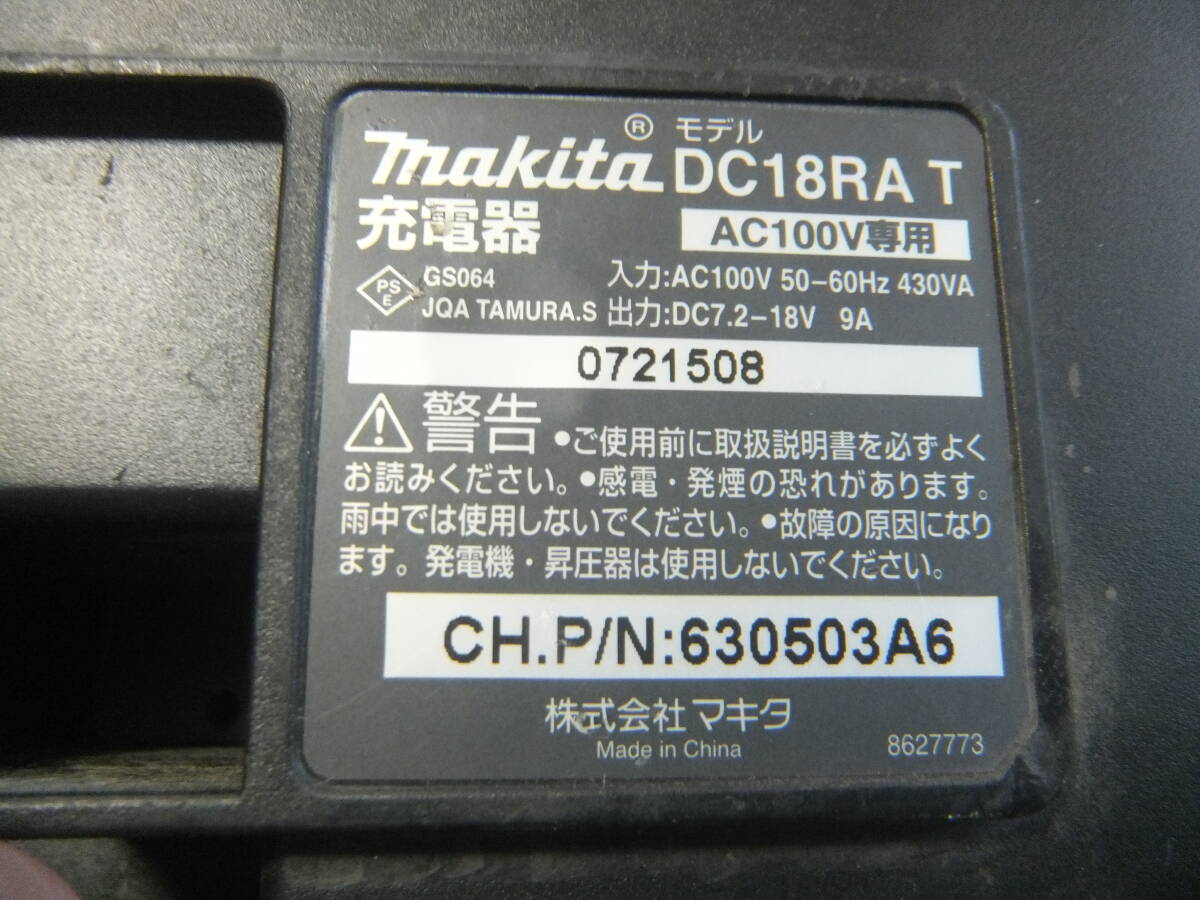 makita® モデル DC18RA T
充電器 AC100V専用
PS E GS064 入力:AC100V 50-60Hz 430VA
JQA TAMURA.S 出力:DC7.2-18V 9A
0721508
警告 •ご使用前に取扱説明書を必ずよく
お読みください。•感電・発煙の恐れがあります。
雨中では使用しないでください。•故障の原因になり
ます。発電機・昇圧器は使用しないでください。
CH.P/N:630503A6
株式会社マキタ
Made in China 8627773